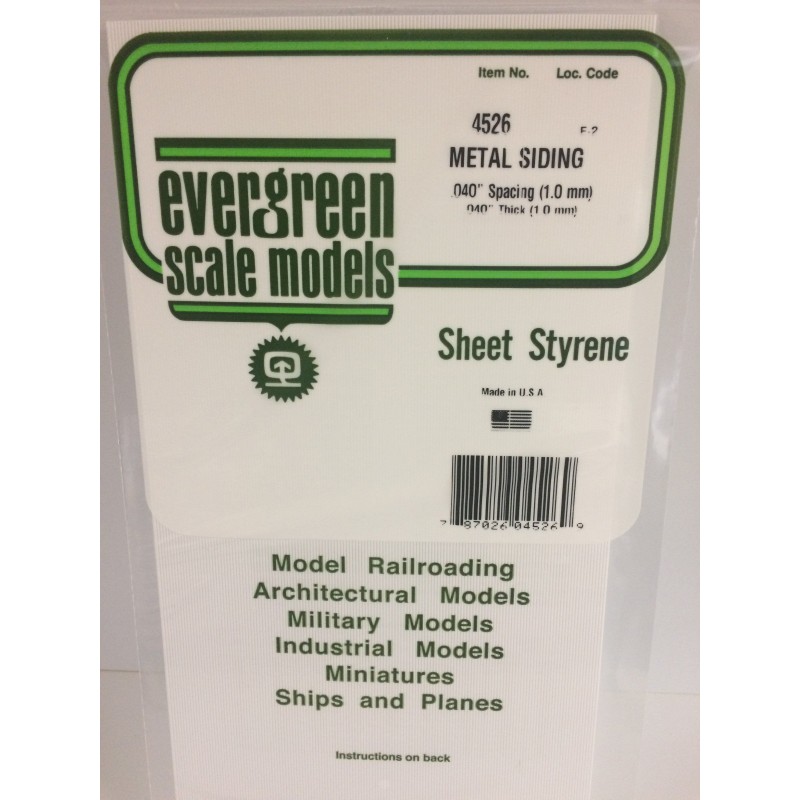 Item No. Loc. Code
4526 E-2
METAL SIDING
.040" Spacing (1.0 mm)
.040" Thick (1.0 mm)
evergreen
scale models
Sheet Styrene
Made in U.S.A
7 87026 04526 9
Model Railroading
Architectural Models
Military Models
Industrial Models
Miniatures
Ships and Planes
Instructions on back